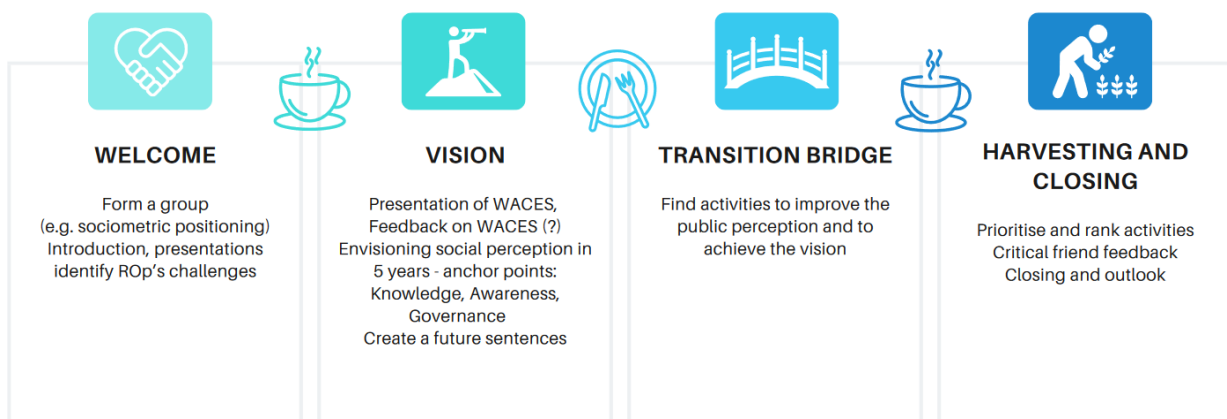 WELCOME
Form a group
(e.g. sociometric positioning)
Introduction, presentations
identify ROp's challenges
VISION
Presentation of WACES,
Feedback on WACES (?)
Envisioning social perception in
5 years - anchor points:
Knowledge, Awareness,
Governance
Create a future sentences
TRANSITION BRIDGE
Find activities to improve the
public perception and to
achieve the vision
HARVESTING AND
CLOSING
Prioritise and rank activities
Critical friend feedback
Closing and outlook